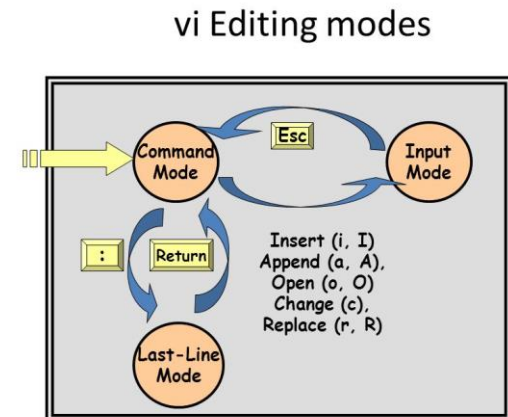 vi Editing modes
Esc
Command
Mode
Input
Mode
:
Return
Insert (i, I)
Append (a, A),
Open (o, O)
Change (c),
Replace (r, R)
Last-Line
Mode